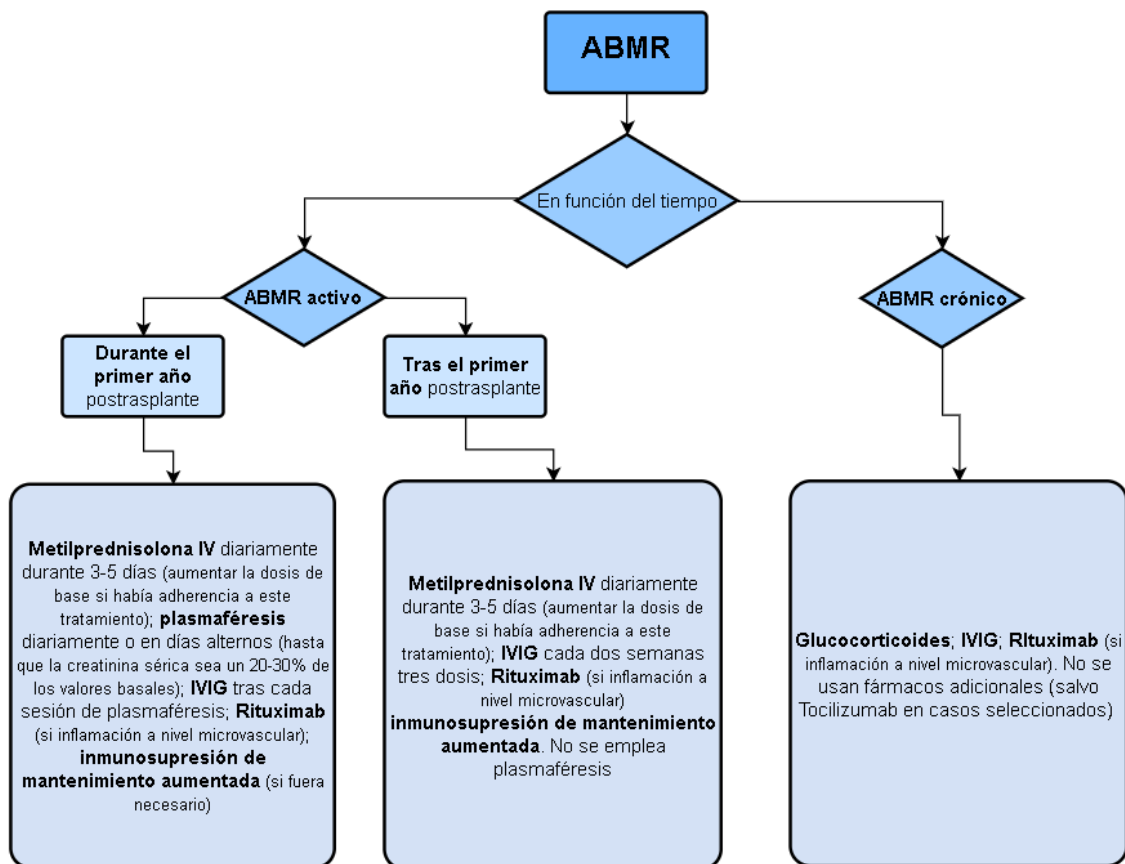 ABMR
En función del tiempo
ABMR activo
ABMR crónico
Durante el
primer año
postrasplante
Tras el primer
año postrasplante
Metilprednisolona IV diariamente
durante 3-5 días (aumentar la dosis de
base si había adherencia a este
tratamiento); plasmaféresis
diariamente o en días alternos (hasta
que la creatinina sérica sea un 20-30% de
los valores basales); IVIG tras cada
sesión de plasmaféresis; Rituximab
(si inflamación a nivel microvascular);
inmunosupresión de
mantenimiento aumentada (si fuera
necesario)
Metilprednisolona IV diariamente
durante 3-5 días (aumentar la dosis de
base si había adherencia a este
tratamiento); IVIG cada dos semanas
tres dosis; Rituximab (si inflamación a
nivel microvascular)
inmunosupresión de mantenimiento
aumentada. No se emplea
plasmaféresis
Glucocorticoides; IVIG; RItuximab (si
inflamación a nivel microvascular). No se
usan fármacos adicionales (salvo
Tocilizumab en casos seleccionados)